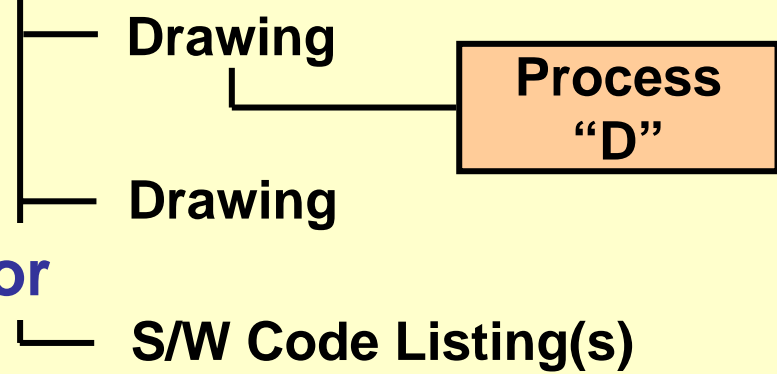 Drawing
Process
“D”
Drawing
or
S/W Code Listing(s)